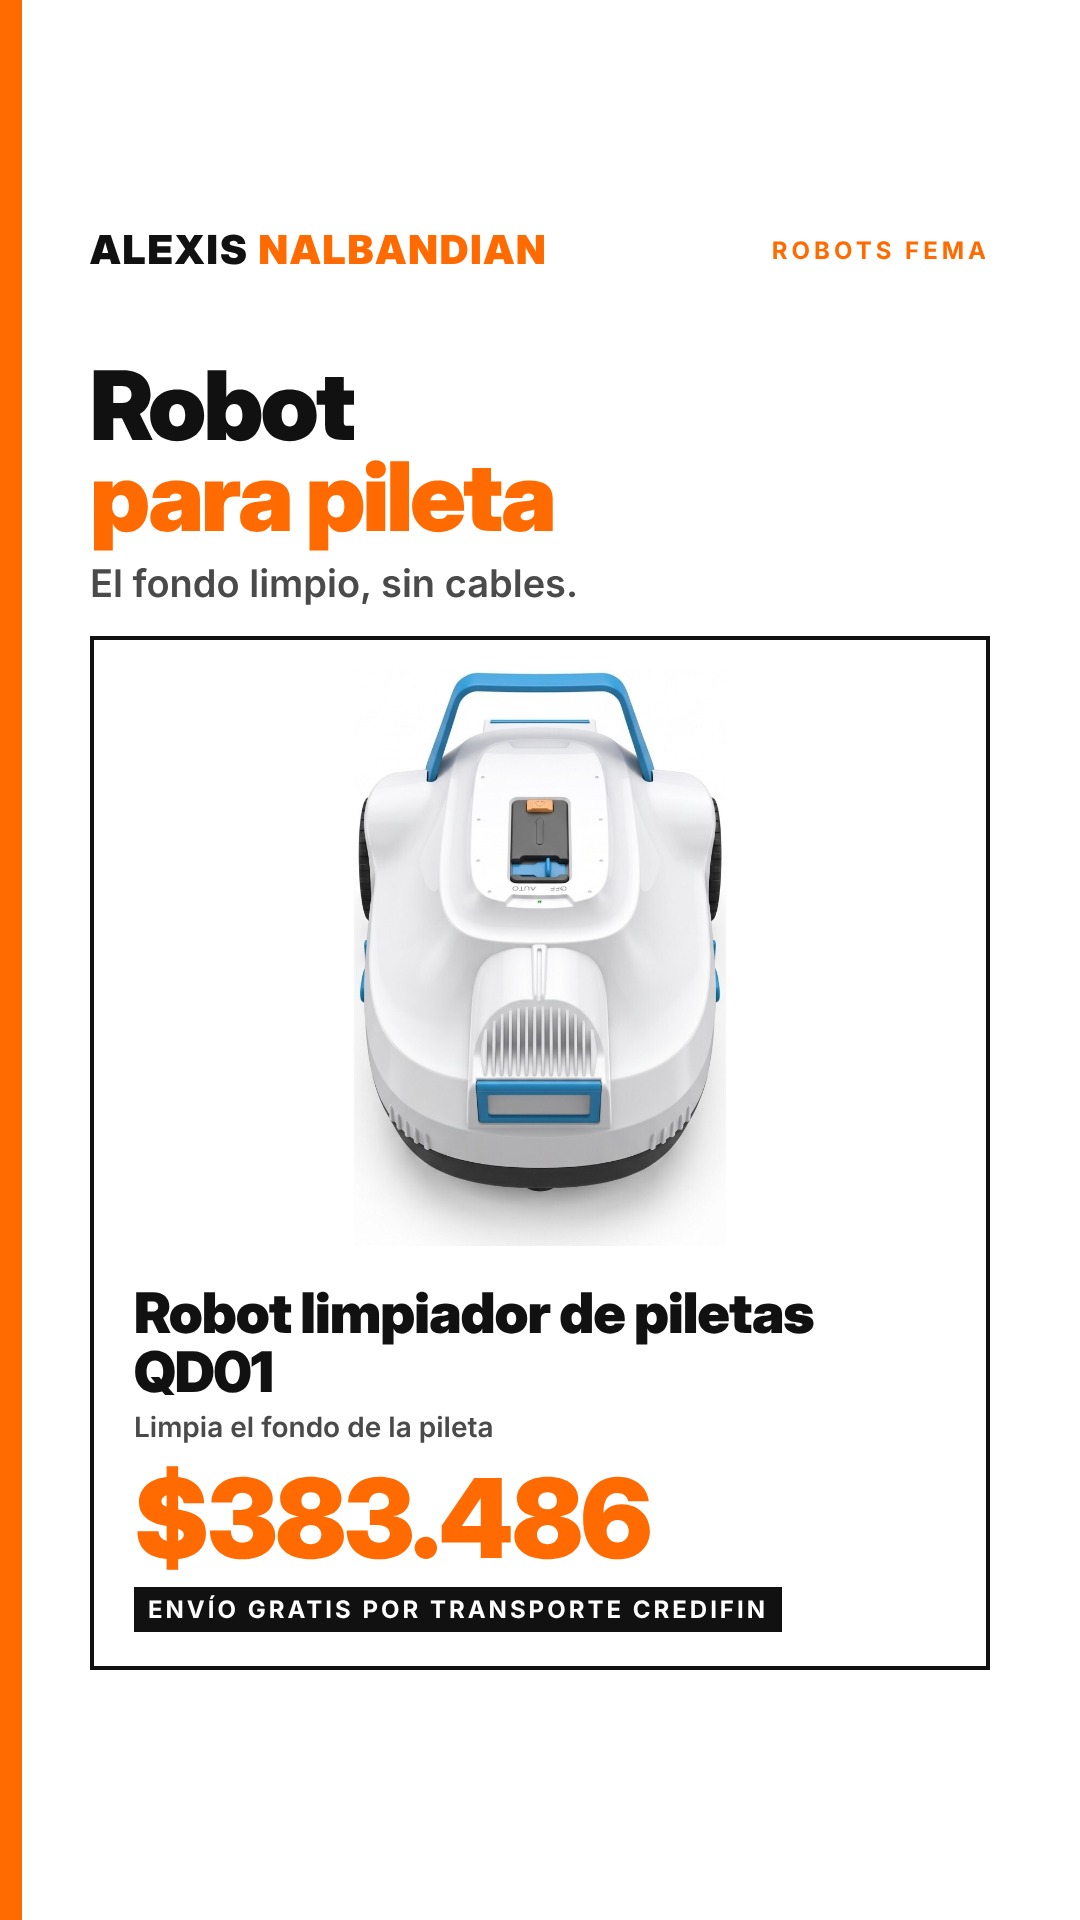 ALEXIS NALBANDIAN
ROBOTS FEMA
Robot
para pileta
El fondo limpio, sin cables.
AUTO OFF
Robot limpiador de piletas
QD01
Limpia el fondo de la pileta
$383.486
ENVÍO GRATIS POR TRANSPORTE CREDIFIN